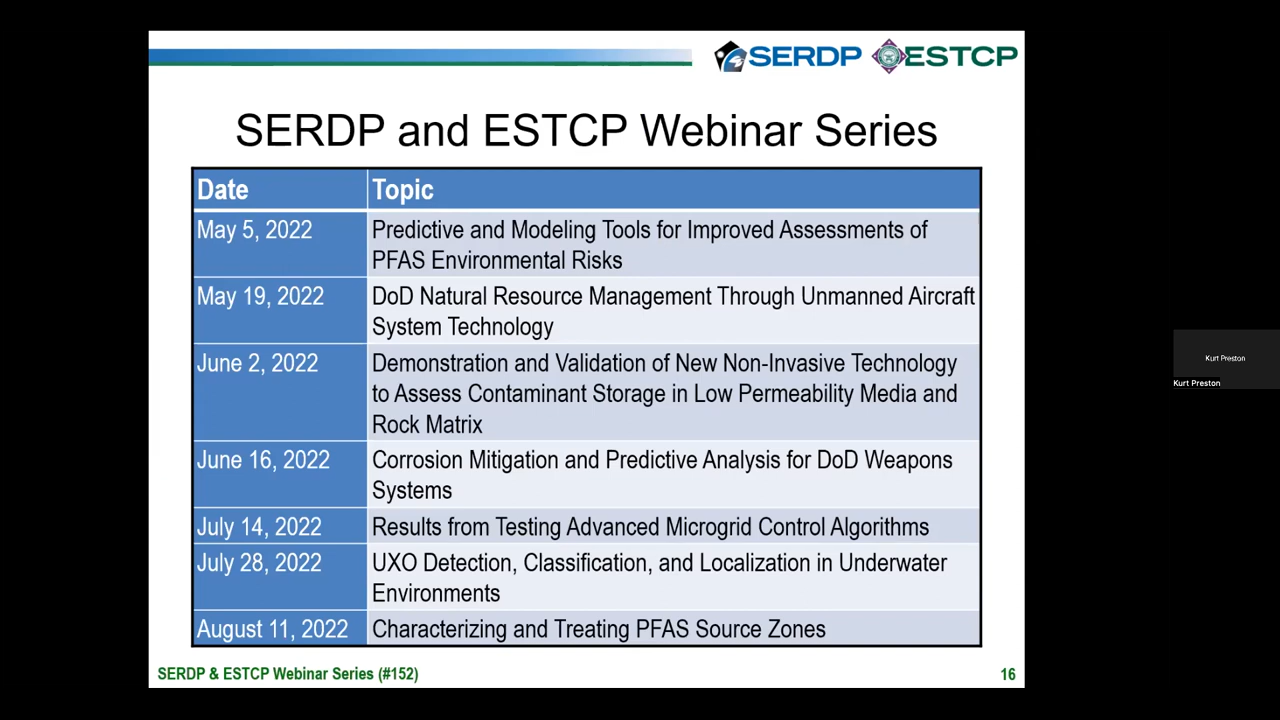 SERDP ESTCP
SERDP and ESTCP Webinar Series
Date Topic
May 5, 2022 Predictive and Modeling Tools for Improved Assessments of
PFAS Environmental Risks
May 19, 2022 DoD Natural Resource Management Through Unmanned Aircraft
System Technology
June 2, 2022 Demonstration and Validation of New Non-Invasive Technology
to Assess Contaminant Storage in Low Permeability Media and
Rock Matrix
June 16, 2022 Corrosion Mitigation and Predictive Analysis for DoD Weapons
Systems
July 14, 2022 Results from Testing Advanced Microgrid Control Algorithms
July 28, 2022 UXO Detection, Classification, and Localization in Underwater
Environments
August 11, 2022 Characterizing and Treating PFAS Source Zones
SERDP & ESTCP Webinar Series (#152) 16
Kurt Preston
Kurt Preston